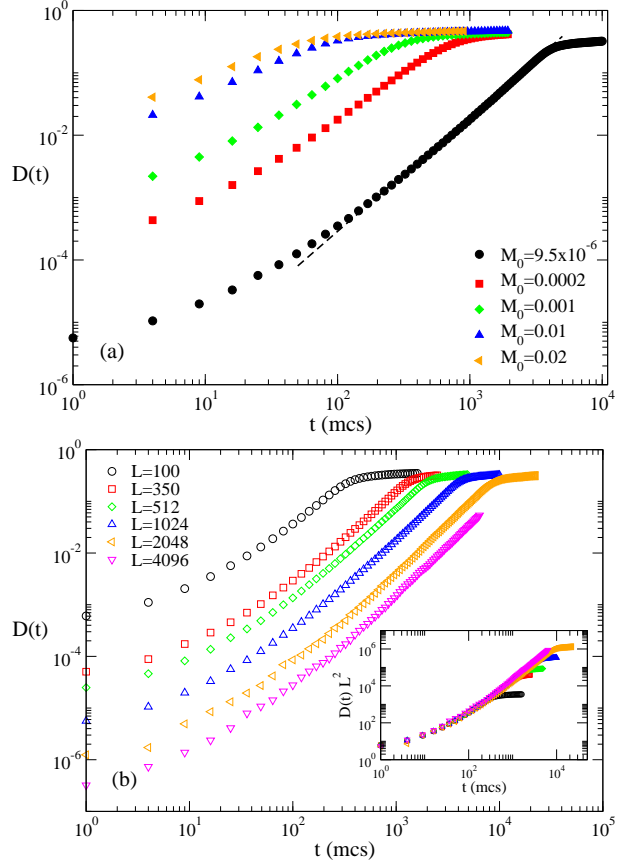 10^0
10^-2
D(t)
10^-4
10^-6
M_0=9.5x10^-6
M_0=0.0002
M_0=0.001
M_0=0.01
M_0=0.02
(a)
10^0 10^1 10^2 10^3 10^4
t (mcs)
10^0
10^-2
D(t)
10^-4
10^-6
L=100
L=350
L=512
L=1024
L=2048
L=4096
D(t) L^2
10^6
10^4
10^2
10^0
10^0 10^2 10^4
t (mcs)
(b)
10^0 10^1 10^2 10^3 10^4 10^5
t (mcs)